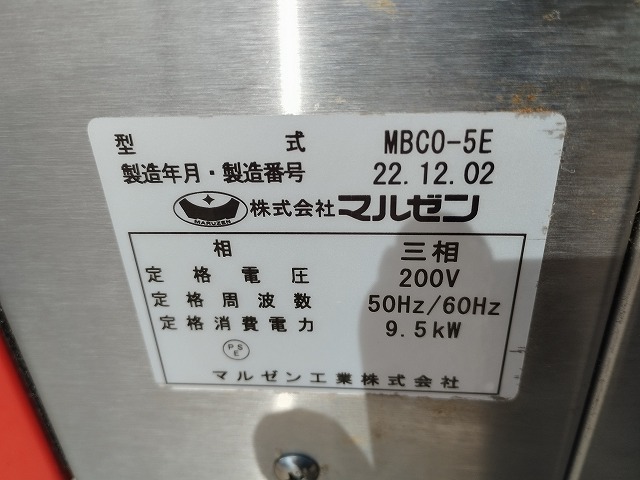 型式 MBCO-5E
製造年月・製造番号 22.12.02
MARUZEN 株式会社マルゼン
相 三相
定格電圧 200V
定格周波数 50Hz/60Hz
定格消費電力 9.5kW
PSE
マルゼン工業株式会社